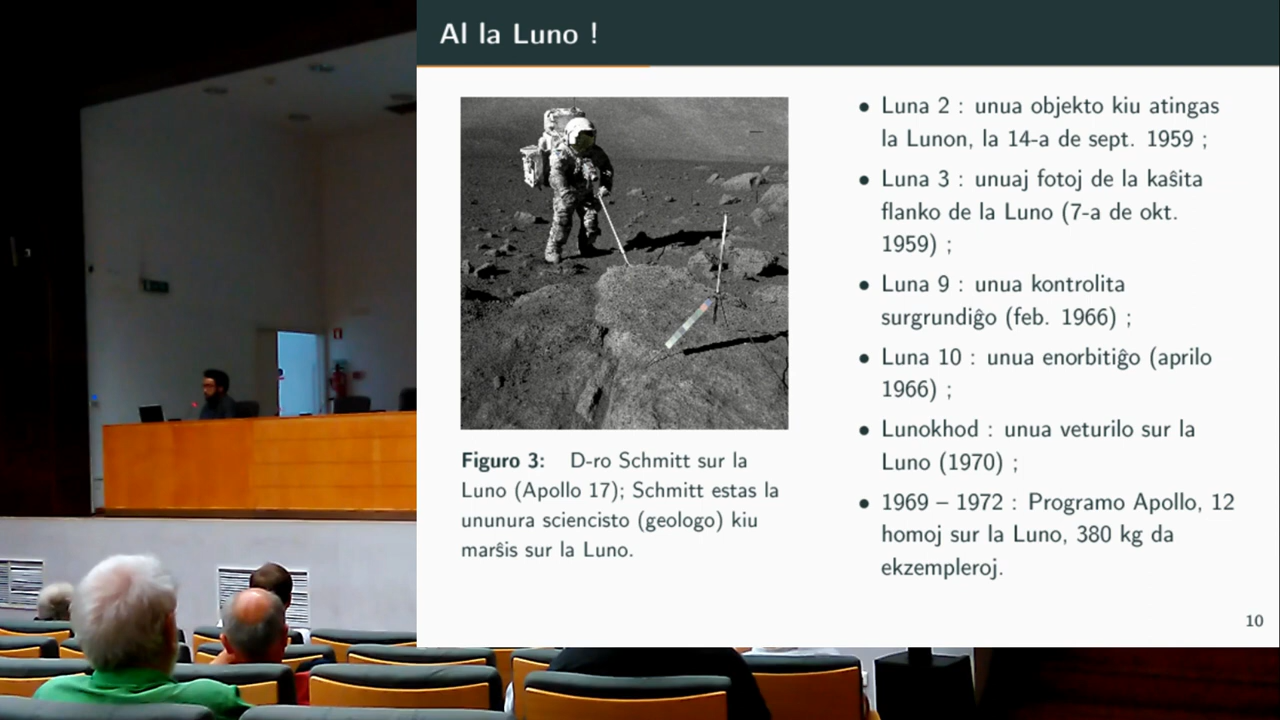 Al la Luno !
Figuro 3: D-ro Schmitt sur la
Luno (Apollo 17); Schmitt estas la
ununura sciencisto (geologo) kiu
marŝis sur la Luno.
• Luna 2 : unua objekto kiu atingas
la Lunon, la 14-a de sept. 1959 ;
• Luna 3 : unuaj fotoj de la kaŝita
flanko de la Luno (7-a de okt.
1959) ;
• Luna 9 : unua kontrolita
surgrundiĝo (feb. 1966) ;
• Luna 10 : unua enorbitiĝo (aprilo
1966) ;
• Lunokhod : unua veturilo sur la
Luno (1970) ;
• 1969 – 1972 : Programo Apollo, 12
homoj sur la Luno, 380 kg da
ekzempleroj.
10